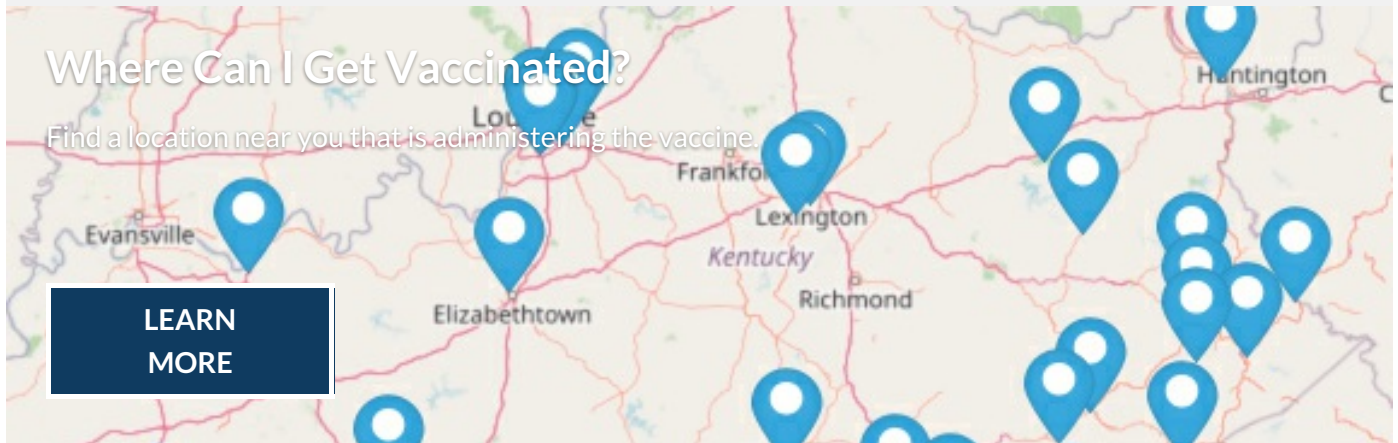 Where Can I Get Vaccinated?
Find a location near you that is administering the vaccine.
Huntington
Lexington
Evansville
Kentucky
Richmond
Elizabethtown
LEARN
MORE